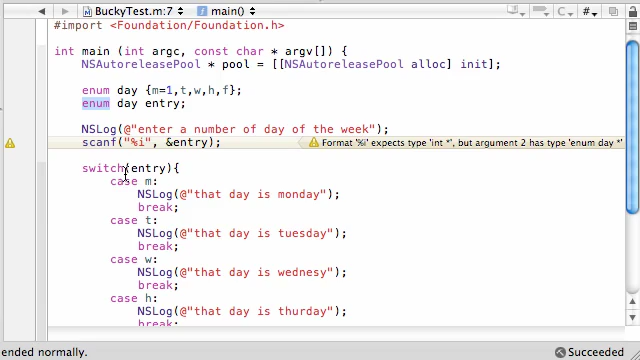 BuckyTest.m:7 main()
#import <Foundation/Foundation.h>
int main (int argc, const char * argv[]) {
NSAutoreleasePool * pool = [[NSAutoreleasePool alloc] init];
enum day {m=1,t,w,h,f};
enum day entry;
NSLog(@"enter a number of day of the week");
scanf("%i", &entry);
Format '%i' expects type 'int *', but argument 2 has type 'enum day *'
switch(entry){
case m:
NSLog(@"that day is monday");
break;
case t:
NSLog(@"that day is tuesday");
break;
case w:
NSLog(@"that day is wednesy");
break;
case h:
NSLog(@"that day is thurday");
break;
ended normally. Succeeded